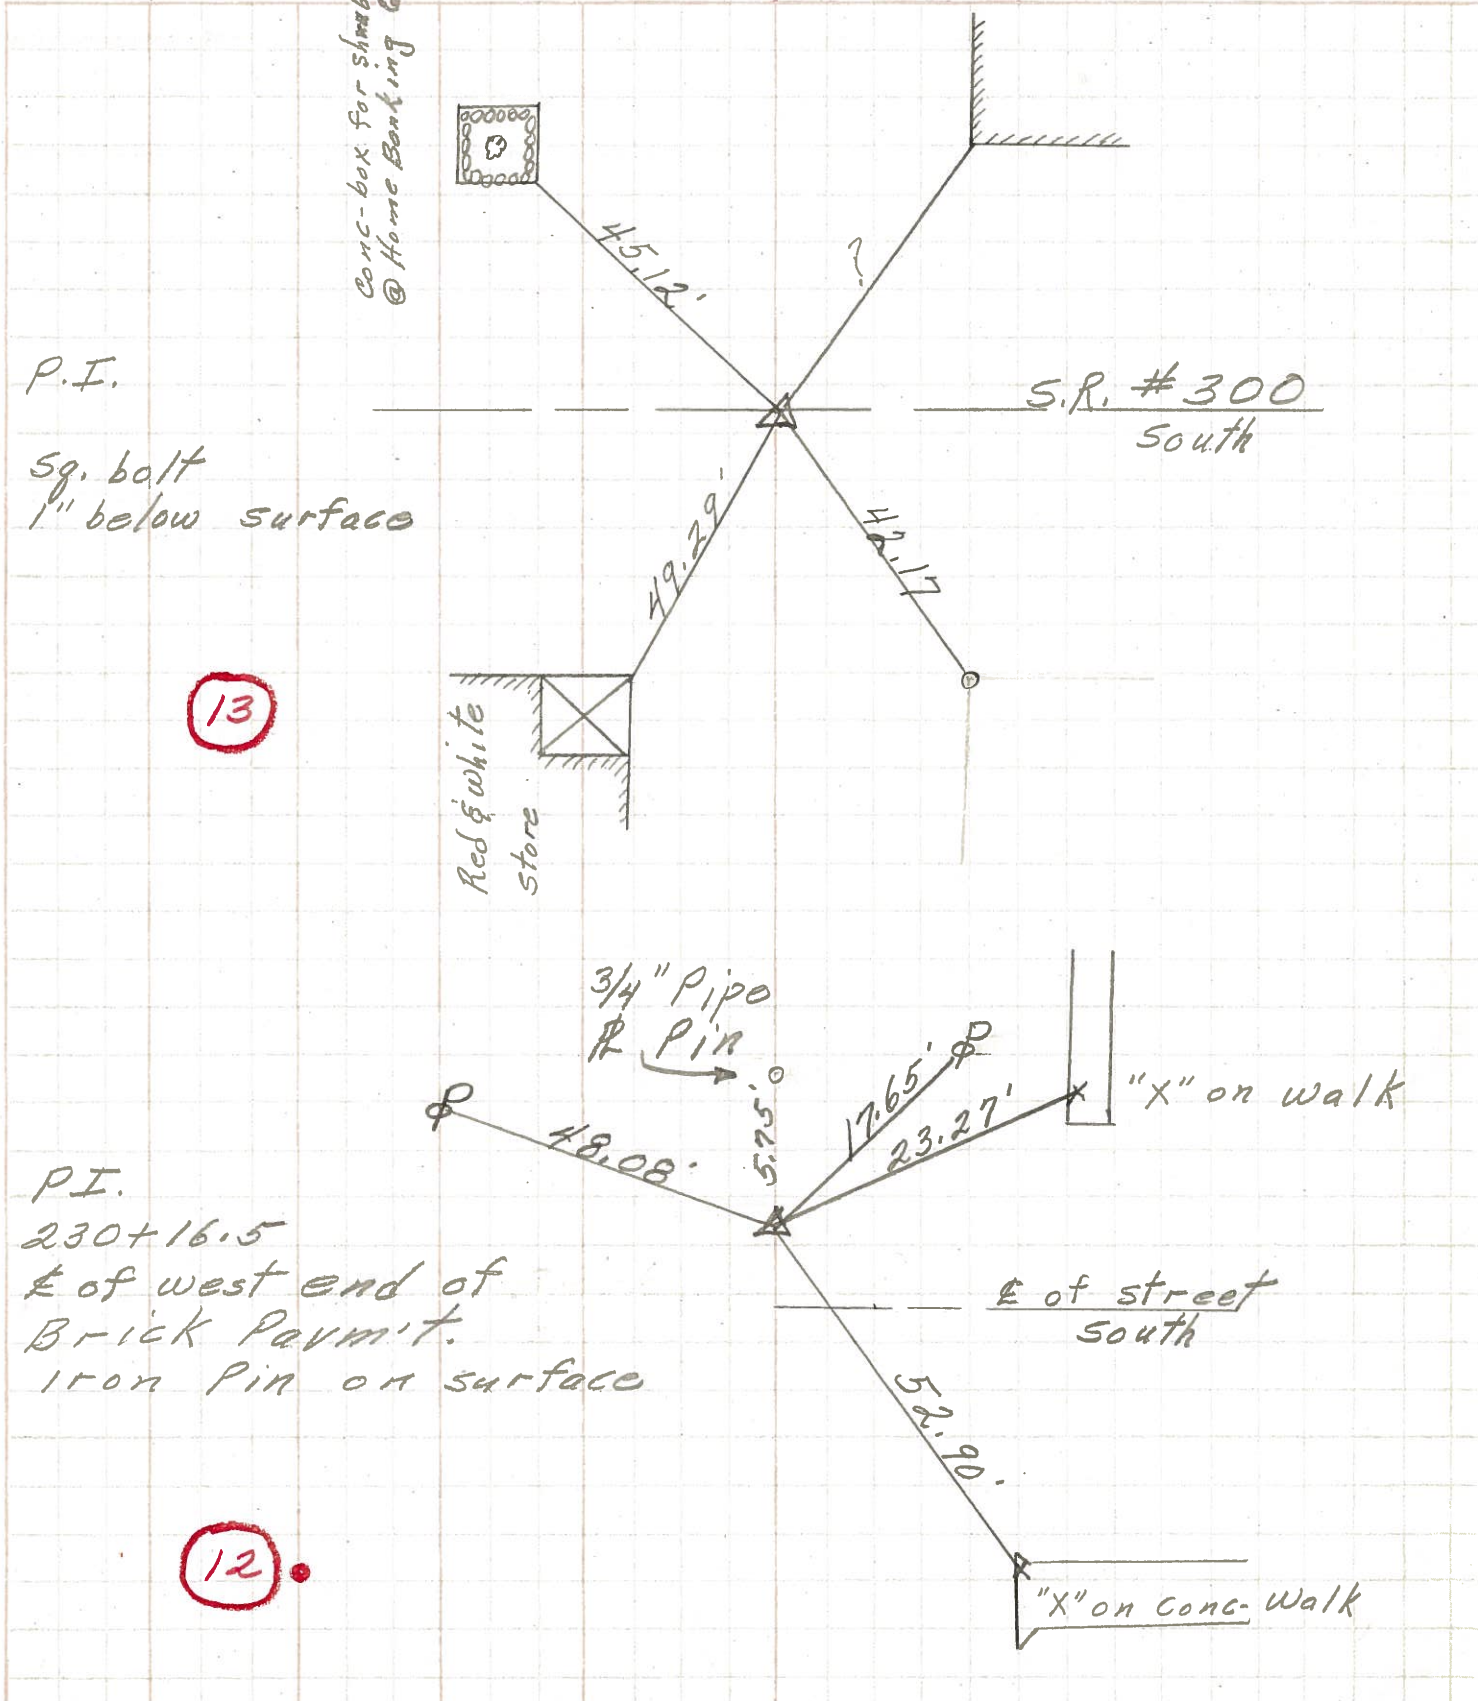 Conc-box for
@ Home Banking
45.12'
?
P.I.
S.R. #300
South
Sq. bolt
1" below surface
49.29'
42.17
13
Red & White
store
3/4" Pipe
PL Pin
17.65'
23.27'
"X" on walk
5.75'
48.08'
P.I.
230+16.5
℄ of west end of
Brick Pavm't.
Iron Pin on surface
℄ of street
South
52.90'
12
"X" on conc- Walk